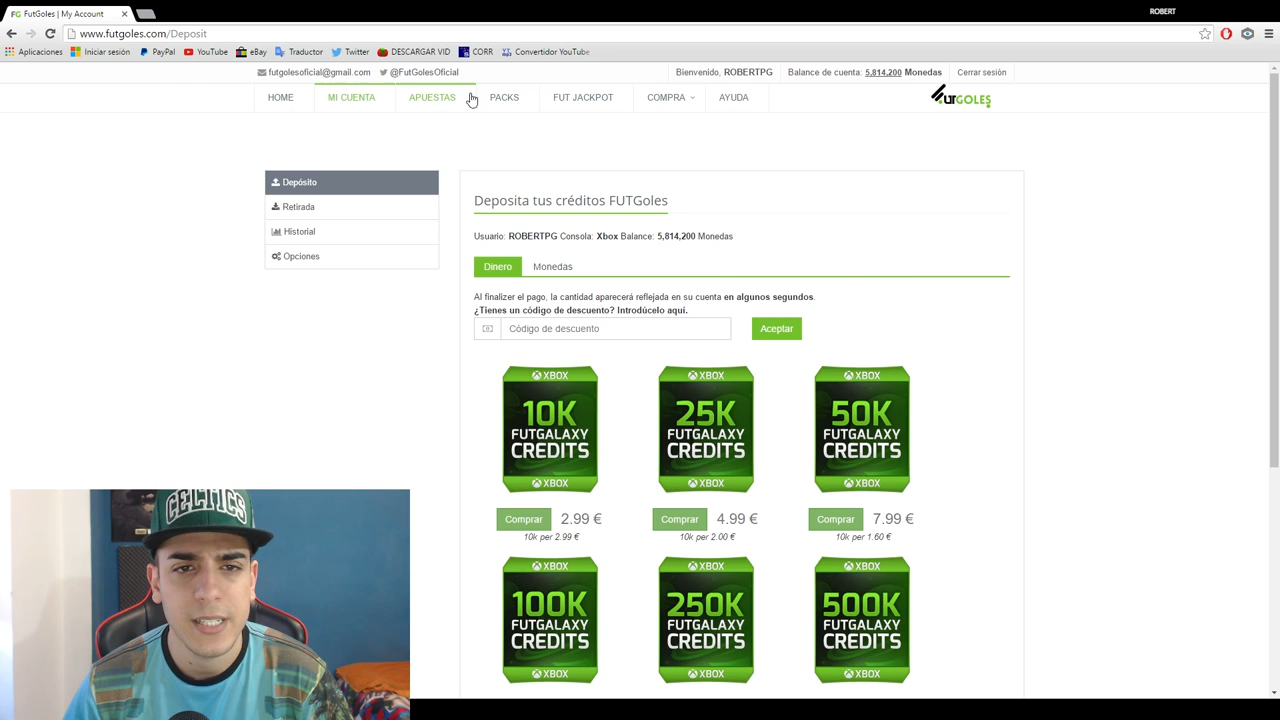 FG FutGoles | My Account
ROBERT
www.futgoles.com/Deposit
Aplicaciones Iniciar sesión PayPal YouTube eBay Traductor Twitter DESCARGAR VID CORR Convertidor YouTube
futgolesoficial@gmail.com @FutGolesOficial Bienvenido, ROBERTPG Balance de cuenta: 5,814,200 Monedas Cerrar sesión
HOME MI CUENTA APUESTAS PACKS FUT JACKPOT COMPRA AYUDA FUTGOLES
Depósito
Retirada
Historial
Opciones
Deposita tus créditos FUTGoles
Usuario: ROBERTPG Consola: Xbox Balance: 5,814,200 Monedas
Dinero Monedas
Al finalizer el pago, la cantidad aparecerá reflejada en su cuenta en algunos segundos.
¿Tienes un código de descuento? Introdúcelo aquí.
Código de descuento Aceptar
XBOX XBOX XBOX
10K 25K 50K
FUTGALAXY FUTGALAXY FUTGALAXY
CREDITS CREDITS CREDITS
XBOX XBOX XBOX
Comprar 2.99 € Comprar 4.99 € Comprar 7.99 €
10k per 2.99 € 10k per 2.00 € 10k per 1.60 €
XBOX XBOX XBOX
100K 250K 500K
FUTGALAXY FUTGALAXY FUTGALAXY
CREDITS CREDITS CREDITS
XBOX XBOX XBOX
CELTICS